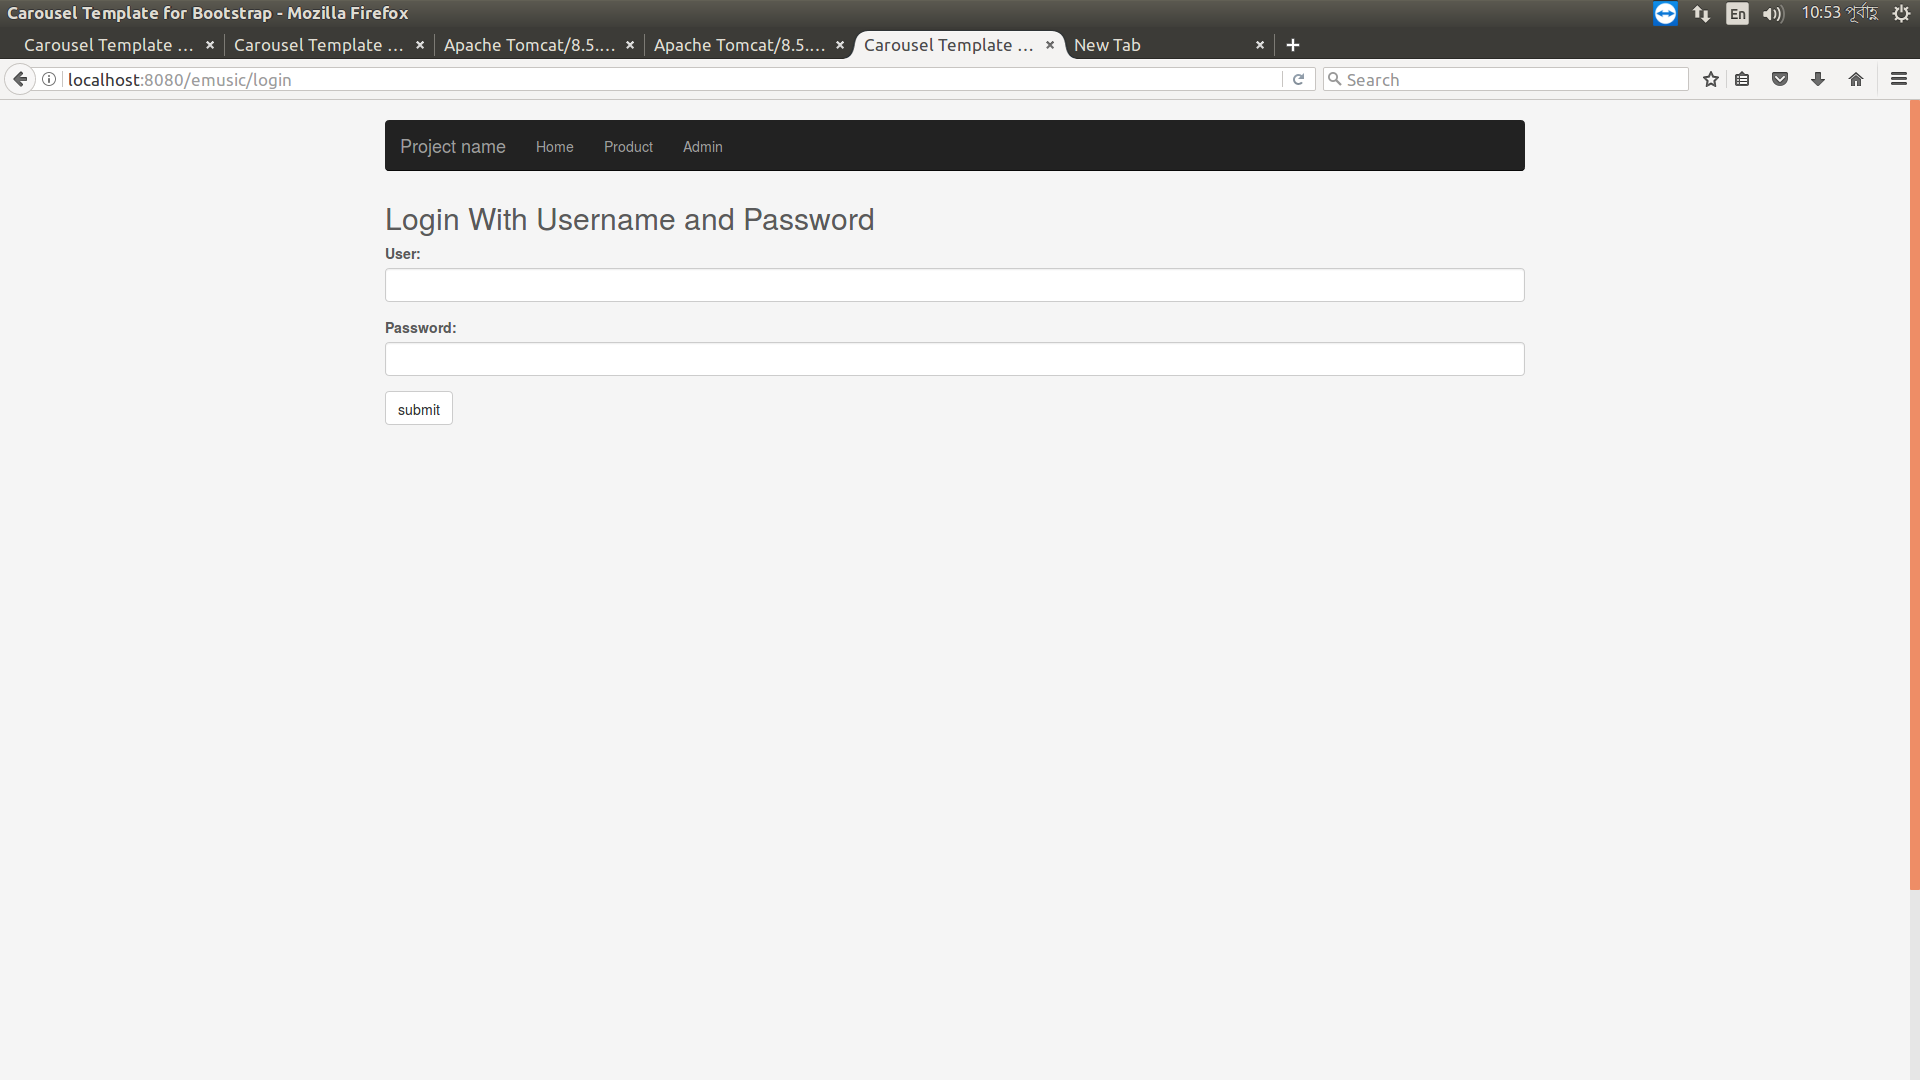 Carousel Template for Bootstrap - Mozilla Firefox
En
10:53 পূর্বাহ্ণ
Carousel Template ...
Carousel Template ...
Apache Tomcat/8.5....
Apache Tomcat/8.5....
Carousel Template ...
New Tab
localhost:8080/emusic/login
Search
Project name
Home
Product
Admin
Login With Username and Password
User:
Password:
submit